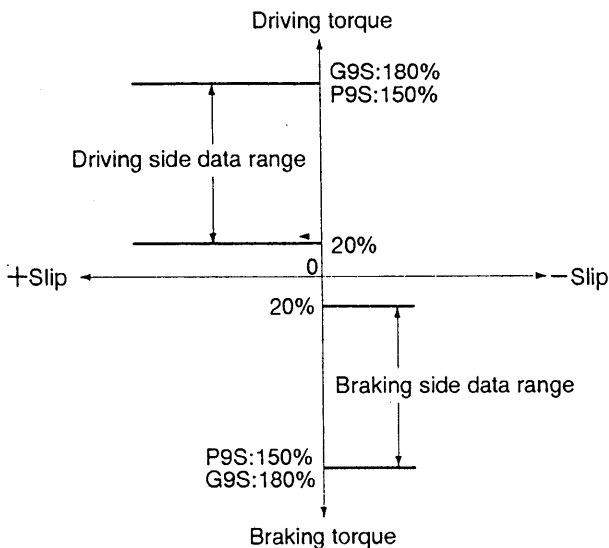 Driving torque
G9S:180%
P9S:150%
Driving side data range
20%
0
+Slip
−Slip
20%
Braking side data range
P9S:150%
G9S:180%
Braking torque